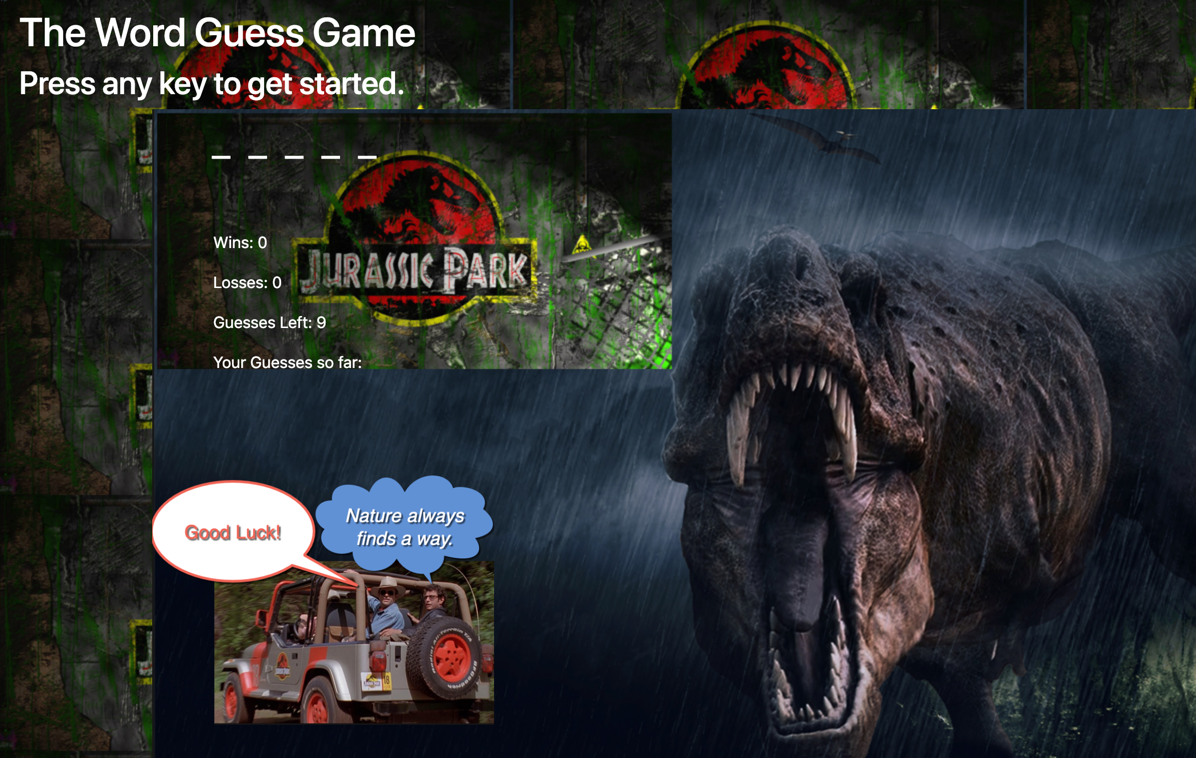 The Word Guess Game
Press any key to get started.
_ _ _ _ _
Wins: 0
JURASSIC PARK
Losses: 0
Guesses Left: 9
Your Guesses so far:
Good Luck!
Nature always
finds a way.